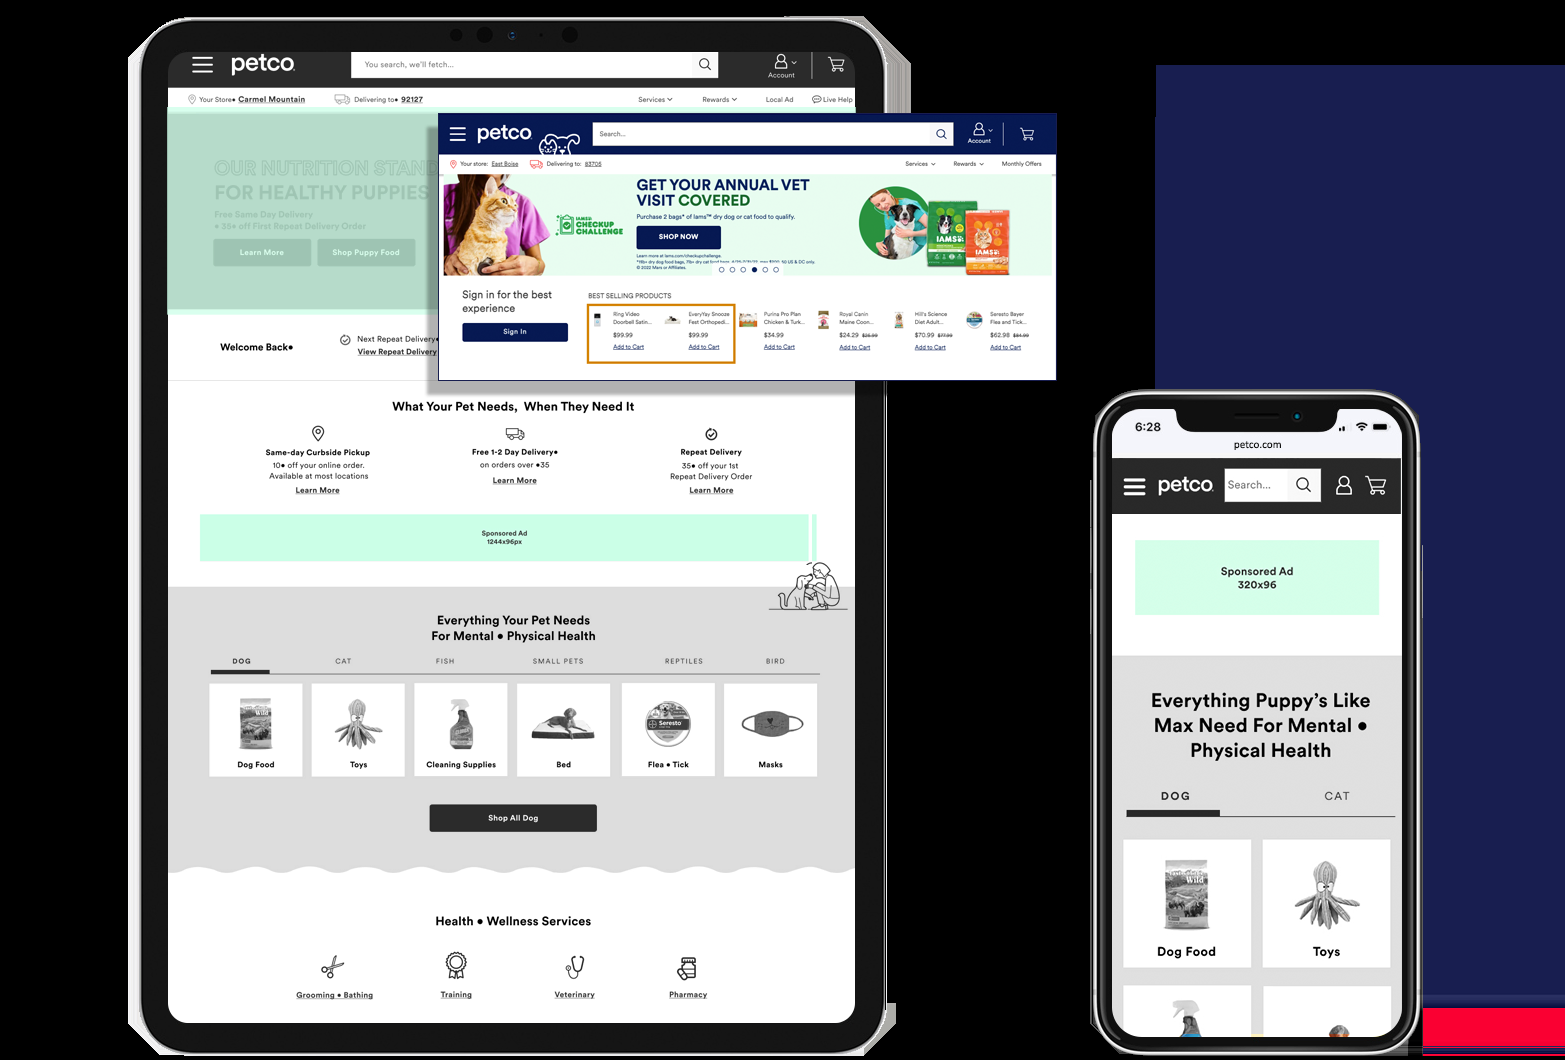 petco
You search, we'll fetch...
Account
Your Store• Carmel Mountain
Delivering to• 92127
Services
Rewards
Local Ad
Live Help
OUR NUTRITION STAND
FOR HEALTHY PUPPIES
Free Same Day Delivery
• 35• off First Repeat Delivery Order
Learn More
Shop Puppy Food
Welcome Back•
Next Repeat Delivery•
View Repeat Delivery
petco
Search...
Account
Your store: East Boise
Delivering to: 83706
Services
Rewards
Monthly Offers
IAMS
CHECKUP
CHALLENGE
GET YOUR ANNUAL VET
VISIT COVERED
Purchase 2 bags* of Iams™ dry dog or cat food to qualify.
SHOP NOW
Learn more at iams.com/checkupchallenge.
© 2022 Mars or Affiliates.
IAMS
IAMS
Sign in for the best
experience
Sign In
BEST SELLING PRODUCTS
Ring Video
Doorbell Satin...
$99.99
Add to Cart
EveryYay Snooze
Fest Orthopedi...
$99.99
Add to Cart
Purina Pro Plan
Chicken & Turk...
$34.99
Add to Cart
Royal Canin
Maine Coon...
$24.29
Add to Cart
Hill's Science
Diet Adult...
$70.99 $77.99
Add to Cart
Seresto Bayer
Flea and Tick...
$62.98 $84.99
Add to Cart
What Your Pet Needs, When They Need It
Same-day Curbside Pickup
10• off your online order.
Available at most locations
Learn More
Free 1-2 Day Delivery•
on orders over •35
Learn More
Repeat Delivery
35• off your 1st
Repeat Delivery Order
Learn More
Sponsored Ad
1244x96px
Everything Your Pet Needs
For Mental • Physical Health
DOG
CAT
FISH
SMALL PETS
REPTILES
BIRD
Wild
Seresto
Dog Food
Toys
Cleaning Supplies
Bed
Flea • Tick
Masks
Shop All Dog
Health • Wellness Services
Grooming • Bathing
Training
Veterinary
Pharmacy
6:28
petco.com
petco
Search...
Sponsored Ad
320x96
Everything Puppy's Like
Max Need For Mental •
Physical Health
DOG
CAT
Taste of the
Wild
Dog Food
Toys